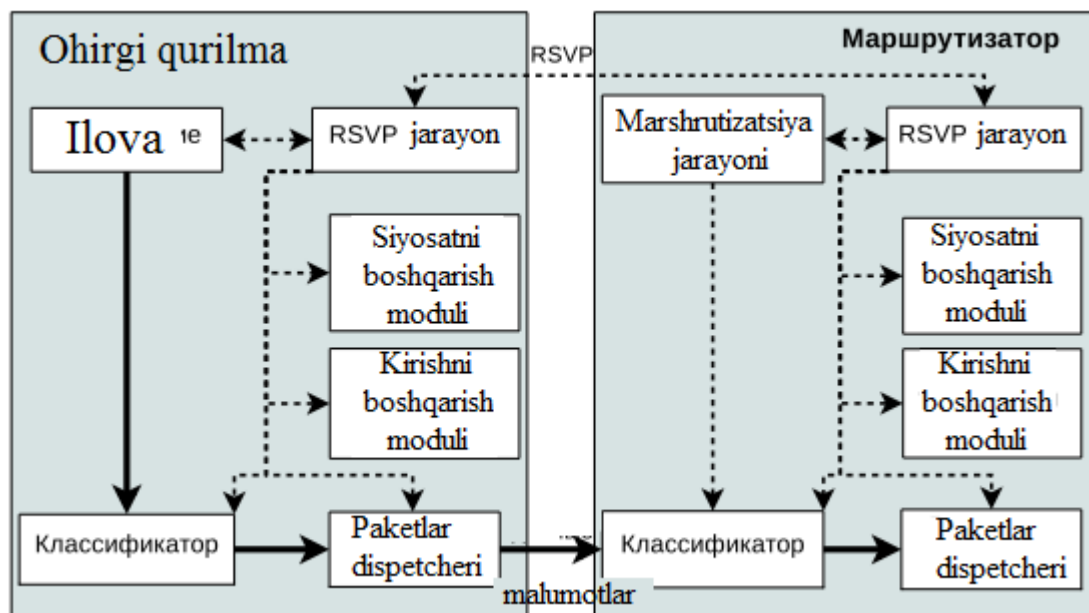 Ohirgi qurilma
Ilova
RSVP jarayon
Siyosatni
boshqarish
moduli
Kirishni
boshqarish
moduli
Классификатор
Paketlar
dispetcheri
RSVP
malumotlar
Маршрутизатор
Marshrutizatsiya
jarayoni
RSVP jarayon
Siyosatni
boshqarish
moduli
Kirishni
boshqarish
moduli
Классификатор
Paketlar
dispetcheri